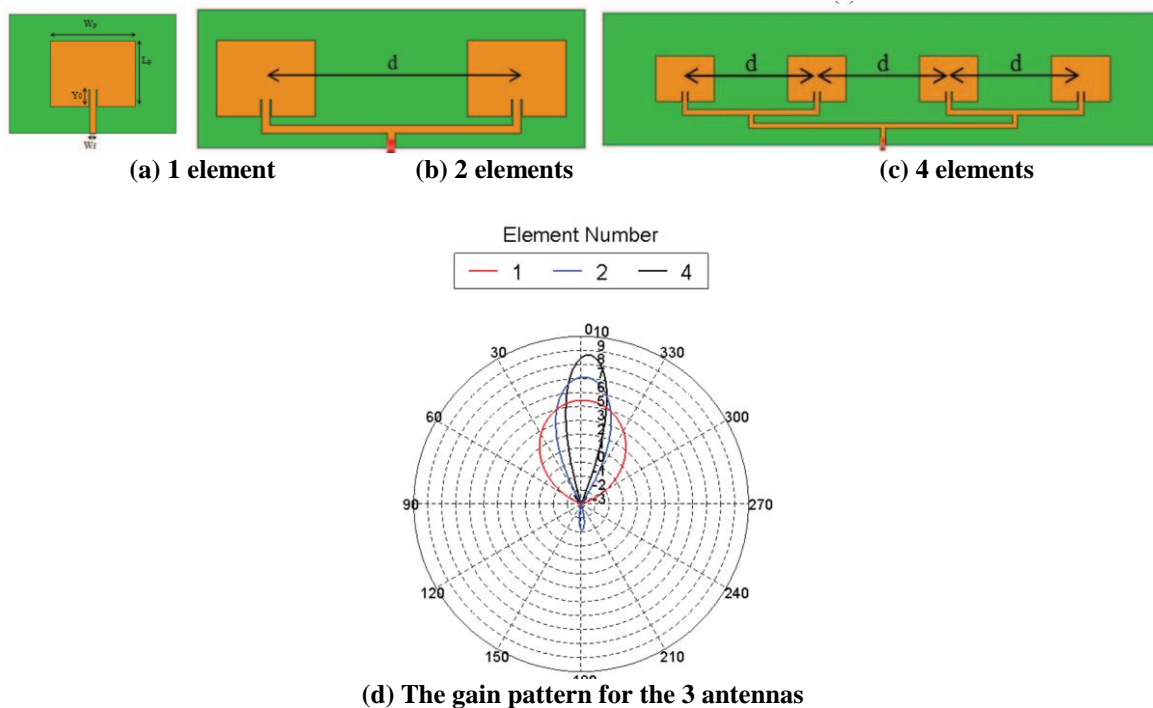 Wp
Lp
Y0
Wf
d
d
d
d
(a) 1 element
(b) 2 elements
(c) 4 elements
Element Number
1
2
4
0
10
9
8
7
6
5
4
3
2
1
0
-1
-2
-3
30
330
60
300
90
270
120
240
150
210
(d) The gain pattern for the 3 antennas